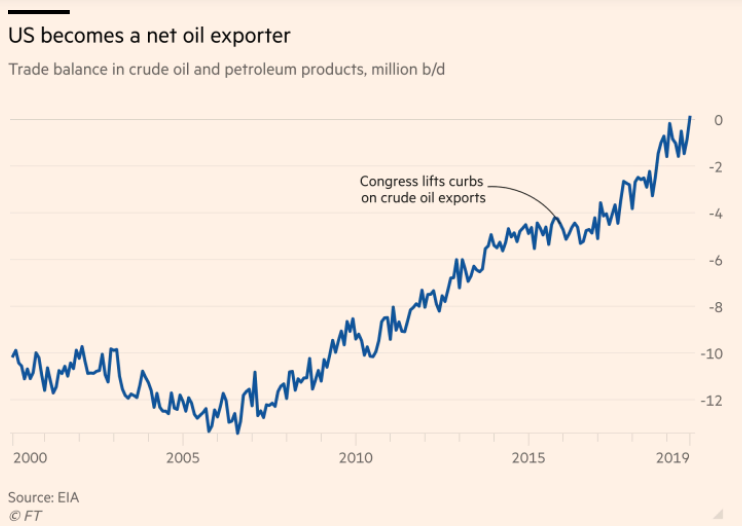 US becomes a net oil exporter
Trade balance in crude oil and petroleum products, million b/d
0
Congress lifts curbs
on crude oil exports
-2
-4
-6
-8
-10
-12
2000 2005 2010 2015 2019
Source: EIA
© FT